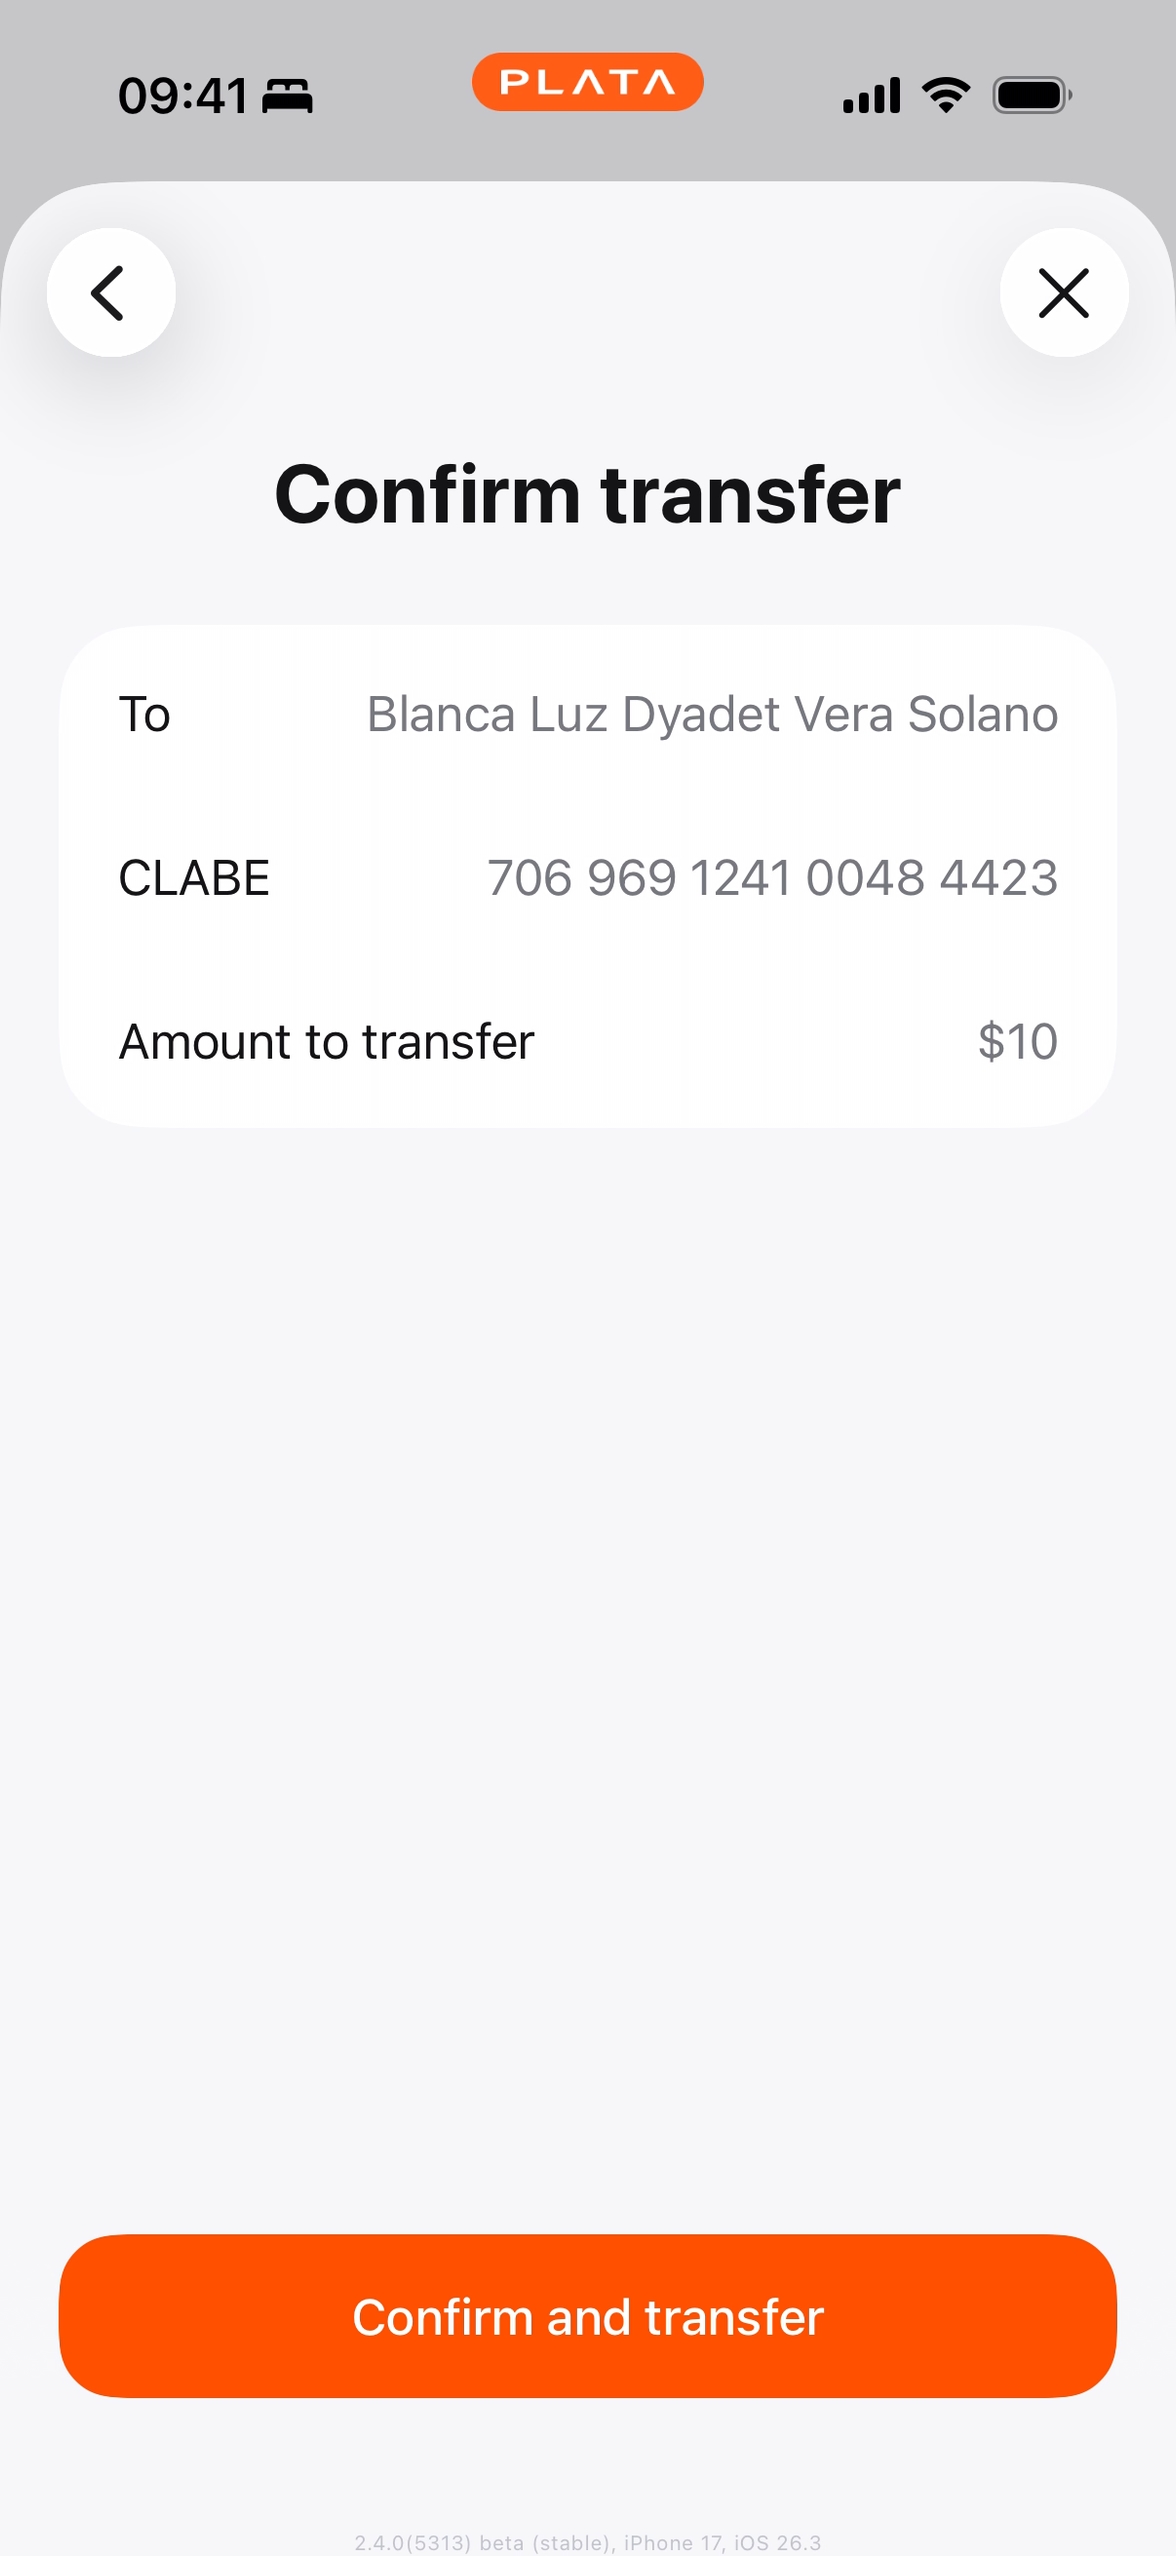 09:41
PLATA
Confirm transfer
To Blanca Luz Dyadet Vera Solano
CLABE 706 969 1241 0048 4423
Amount to transfer $10
Confirm and transfer
2.4.0(5313) beta (stable), iPhone 17, iOS 26.3